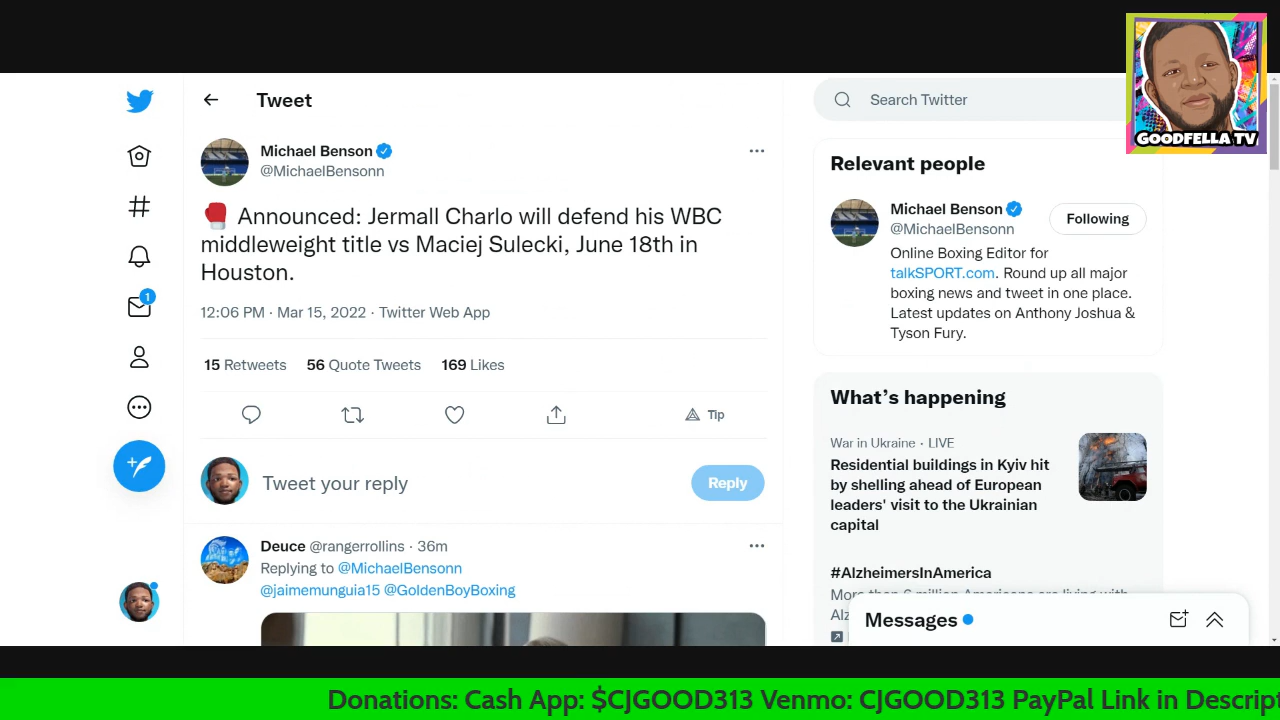 GOODFELLA TV
Tweet
Search Twitter
Michael Benson
@MichaelBensonn
Announced: Jermall Charlo will defend his WBC
middleweight title vs Maciej Sulecki, June 18th in
Houston.
12:06 PM · Mar 15, 2022 · Twitter Web App
15 Retweets 56 Quote Tweets 169 Likes
Tip
1
Tweet your reply
Reply
Deuce @rangerrollins · 36m
Replying to @MichaelBensonn
@jaimemunguia15 @GoldenBoyBoxing
Relevant people
Michael Benson
@MichaelBensonn
Following
Online Boxing Editor for
talkSPORT.com. Round up all major
boxing news and tweet in one place.
Latest updates on Anthony Joshua &
Tyson Fury.
What's happening
War in Ukraine · LIVE
Residential buildings in Kyiv hit
by shelling ahead of European
leaders' visit to the Ukrainian
capital
#AlzheimersInAmerica
More than 6 million Americans are living with
Alz
Messages
Donations: Cash App: $CJGOOD313 Venmo: CJGOOD313 PayPal Link in Descript